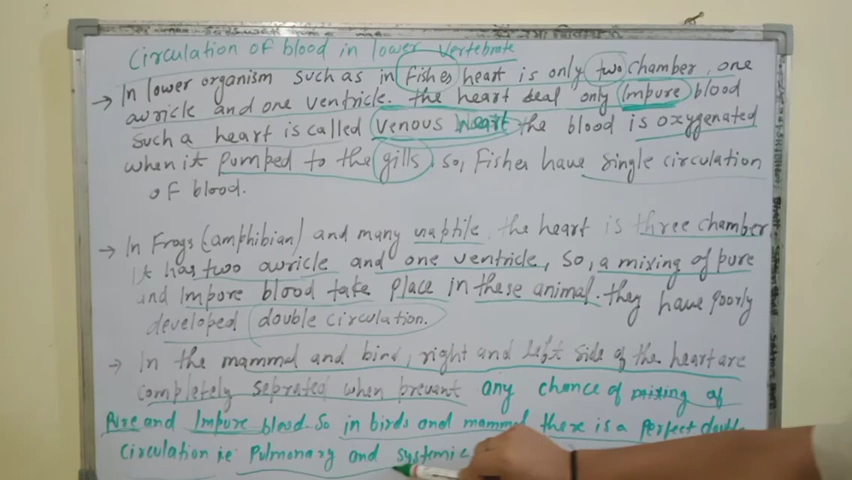 Circulation of blood in lower vertebrate
→ In lower organism such as in fishes heart is only two chamber, one
auricle and one ventricle. the heart deal only Impure blood
such a heart is called venous heart the blood is oxygenated
when it pumped to the gills. so, Fishes have single circulation
of blood.
→ In Frogs (amphibian) and many raptile, the heart is three chamber
It has two auricle and one ventricle, So, a mixing of pure
and Impure blood take place in these animal. they have poorly
developed double circulation.
→ In the mammal and bird, right and left side of the heart are
completely seprated when prevant any chance of mixing of
Pure and Impure blood. So in birds and mammal there is a perfect double
circulation i.e. Pulmonary and systemic